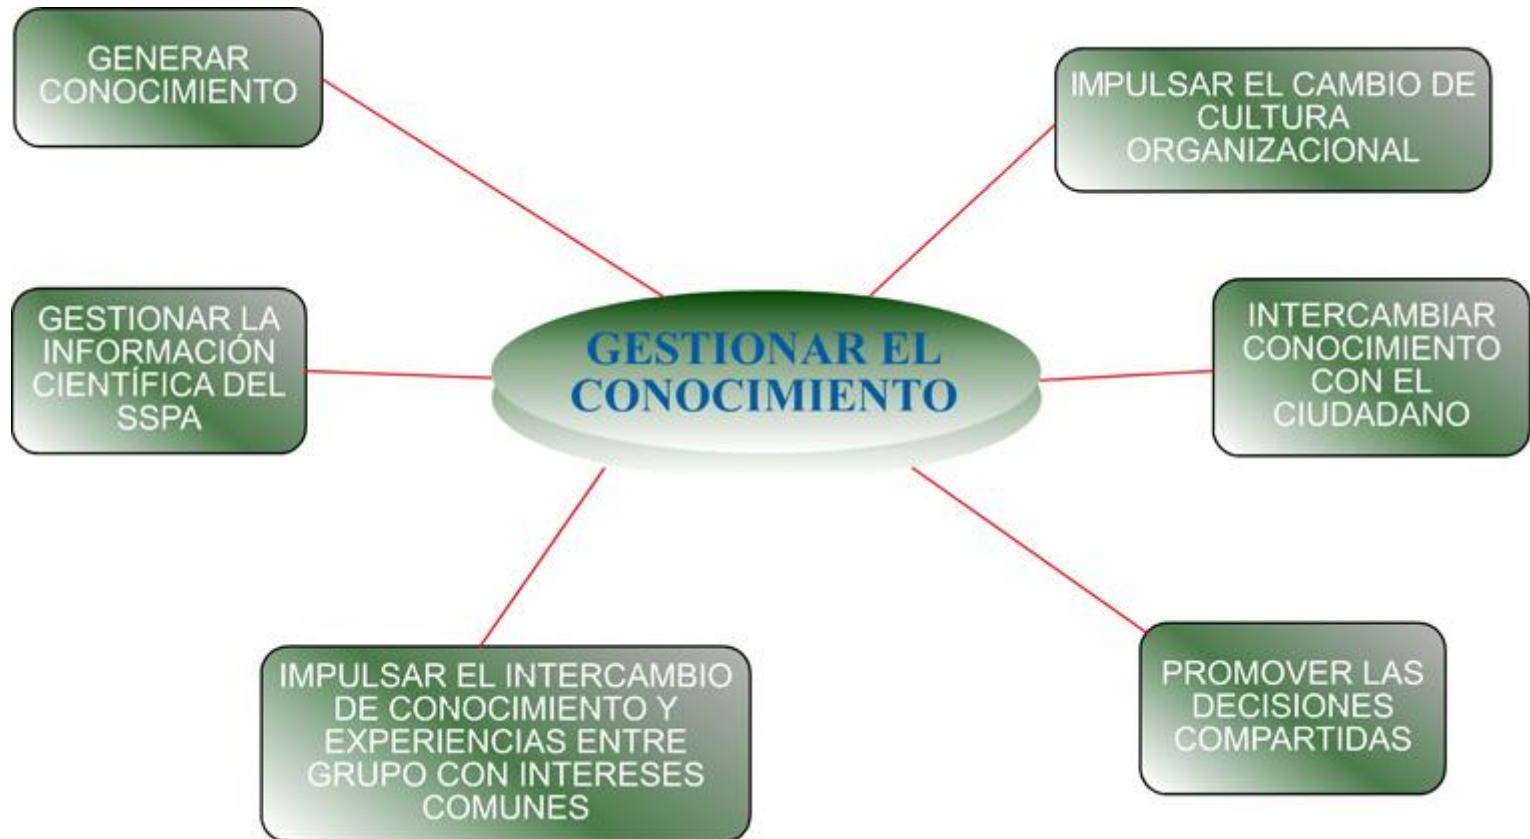 GENERAR
CONOCIMIENTO
IMPULSAR EL CAMBIO DE
CULTURA
ORGANIZACIONAL
GESTIONAR LA
INFORMACIÓN
CIENTÍFICA DEL
SSPA
GESTIONAR EL
CONOCIMIENTO
INTERCAMBIAR
CONOCIMIENTO
CON EL
CIUDADANO
IMPULSAR EL INTERCAMBIO
DE CONOCIMIENTO Y
EXPERIENCIAS ENTRE
GRUPO CON INTERESES
COMUNES
PROMOVER LAS
DECISIONES
COMPARTIDAS